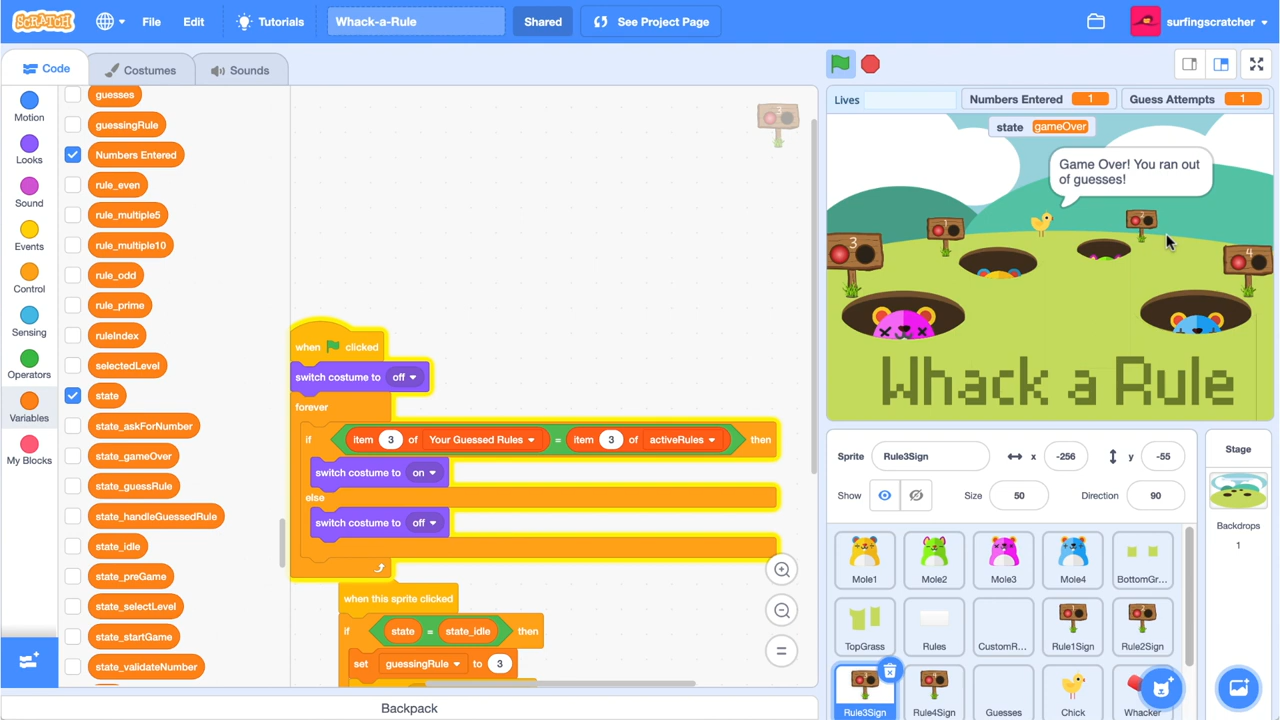 SCRATCH
File
Edit
Tutorials
Whack-a-Rule
Shared
See Project Page
surfingscratcher
Code
Costumes
Sounds
Motion
Looks
Sound
Events
Control
Sensing
Operators
Variables
My Blocks
guesses
guessingRule
Numbers Entered
rule_even
rule_multiple5
rule_multiple10
rule_odd
rule_prime
ruleIndex
selectedLevel
state
state_askForNumber
state_gameOver
state_guessRule
state_handleGuessedRule
state_idle
state_preGame
state_selectLevel
state_startGame
state_validateNumber
when clicked
switch costume to off
forever
if item 3 of Your Guessed Rules = item 3 of activeRules then
switch costume to on
else
switch costume to off
when this sprite clicked
if state = state_idle then
set guessingRule to 3
Backpack
Lives
Numbers Entered 1
Guess Attempts 1
state gameOver
Game Over! You ran out
of guesses!
1
2
3
4
Whack a Rule
Sprite Rule3Sign x -256 y -55
Show Size 50 Direction 90
Stage
Backdrops
1
Mole1
Mole2
Mole3
Mole4
BottomGr...
TopGrass
Rules
CustomR...
Rule1Sign
Rule2Sign
Rule3Sign
Rule4Sign
Guesses
Chick
Whacker